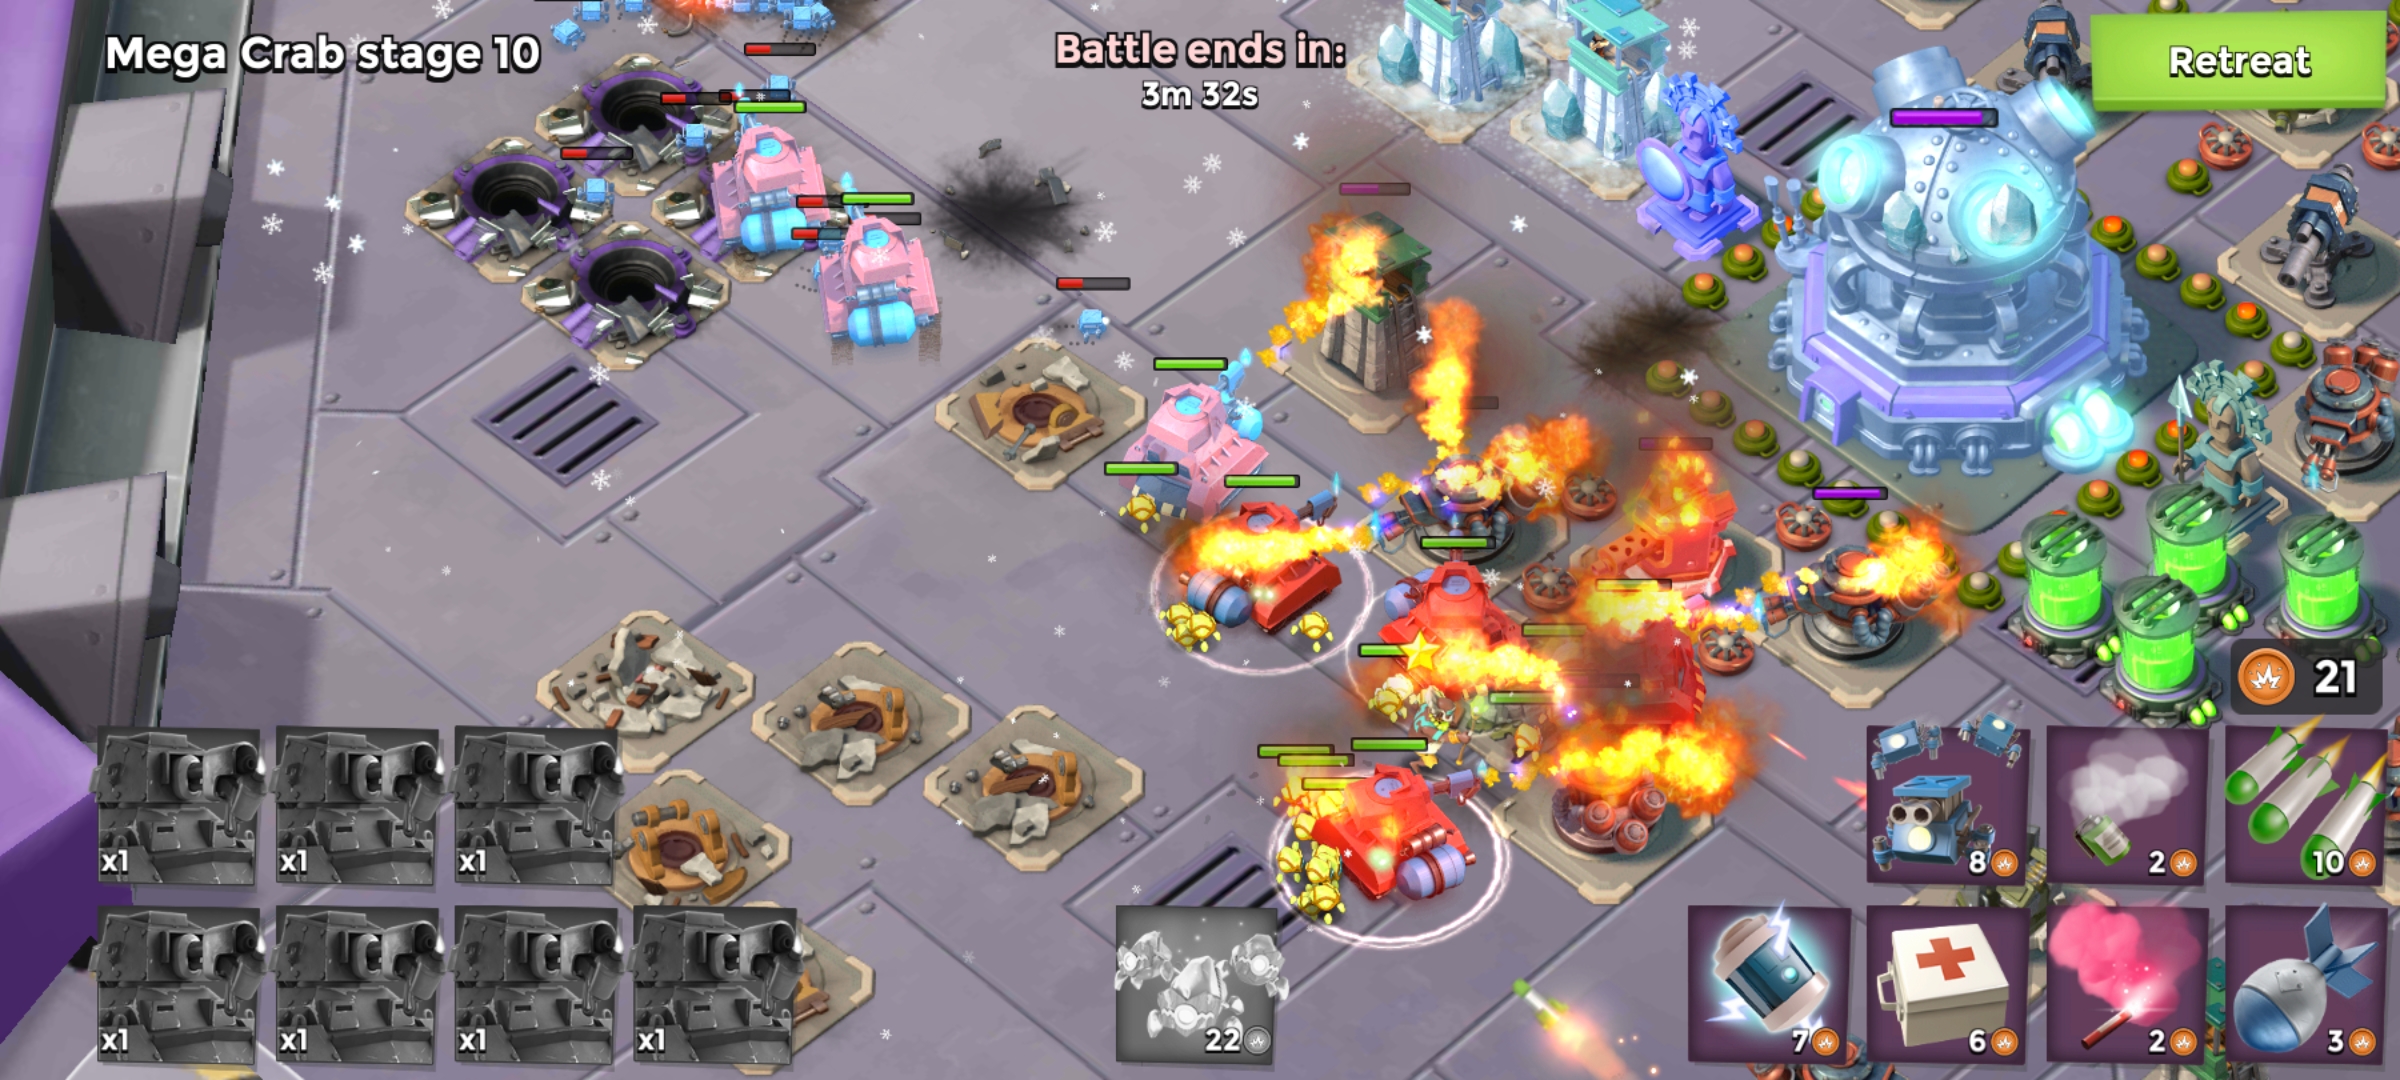 Mega Crab stage 10
Battle ends in:
3m 32s
Retreat
21
8
2
10
x1
x1
x1
x1
x1
x1
x1
22
7
6
2
3